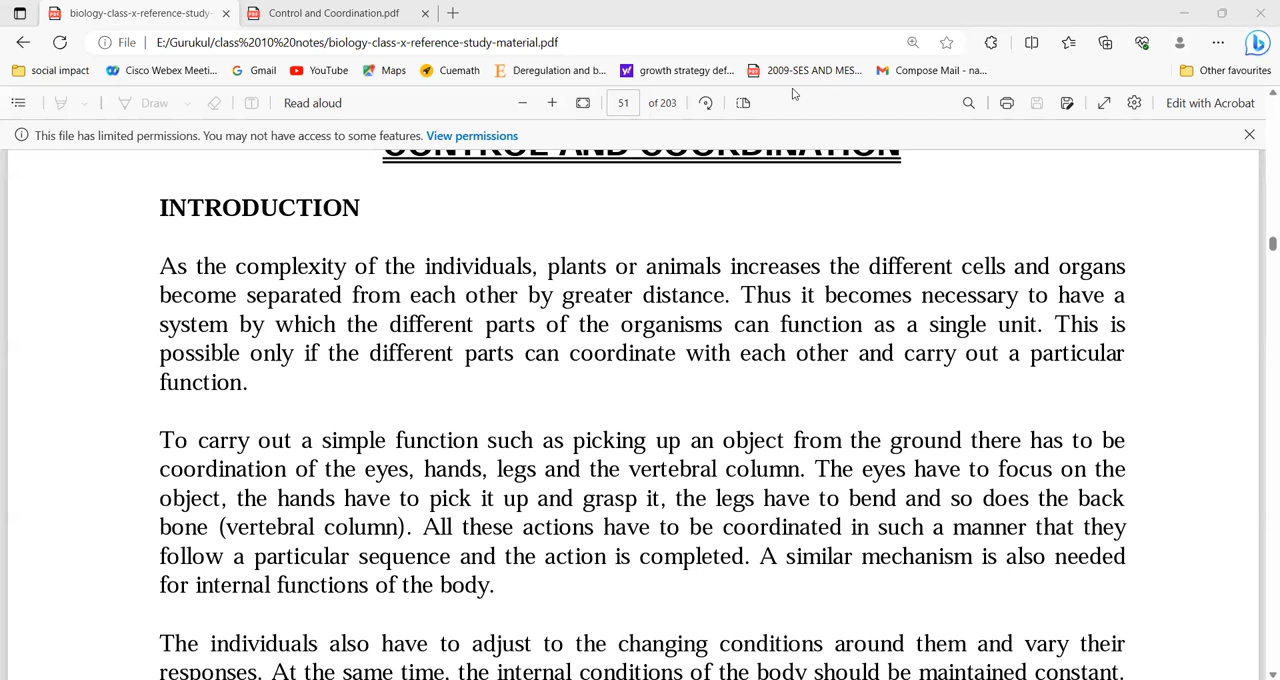 biology-class-x-reference-study-
Control and Coordination.pdf
File
E:/Gurukul/class%2010%20notes/biology-class-x-reference-study-material.pdf
social impact
Cisco Webex Meeti...
Gmail
YouTube
Maps
Cuemath
Deregulation and b...
growth strategy def...
2009-SES AND MES...
Compose Mail - na...
Other favourites
Draw
Read aloud
51
of 203
Edit with Acrobat
This file has limited permissions. You may not have access to some features. View permissions
CONTROL AND COORDINATION
INTRODUCTION
As the complexity of the individuals, plants or animals increases the different cells and organs
become separated from each other by greater distance. Thus it becomes necessary to have a
system by which the different parts of the organisms can function as a single unit. This is
possible only if the different parts can coordinate with each other and carry out a particular
function.
To carry out a simple function such as picking up an object from the ground there has to be
coordination of the eyes, hands, legs and the vertebral column. The eyes have to focus on the
object, the hands have to pick it up and grasp it, the legs have to bend and so does the back
bone (vertebral column). All these actions have to be coordinated in such a manner that they
follow a particular sequence and the action is completed. A similar mechanism is also needed
for internal functions of the body.
The individuals also have to adjust to the changing conditions around them and vary their
responses. At the same time, the internal conditions of the body should be maintained constant.